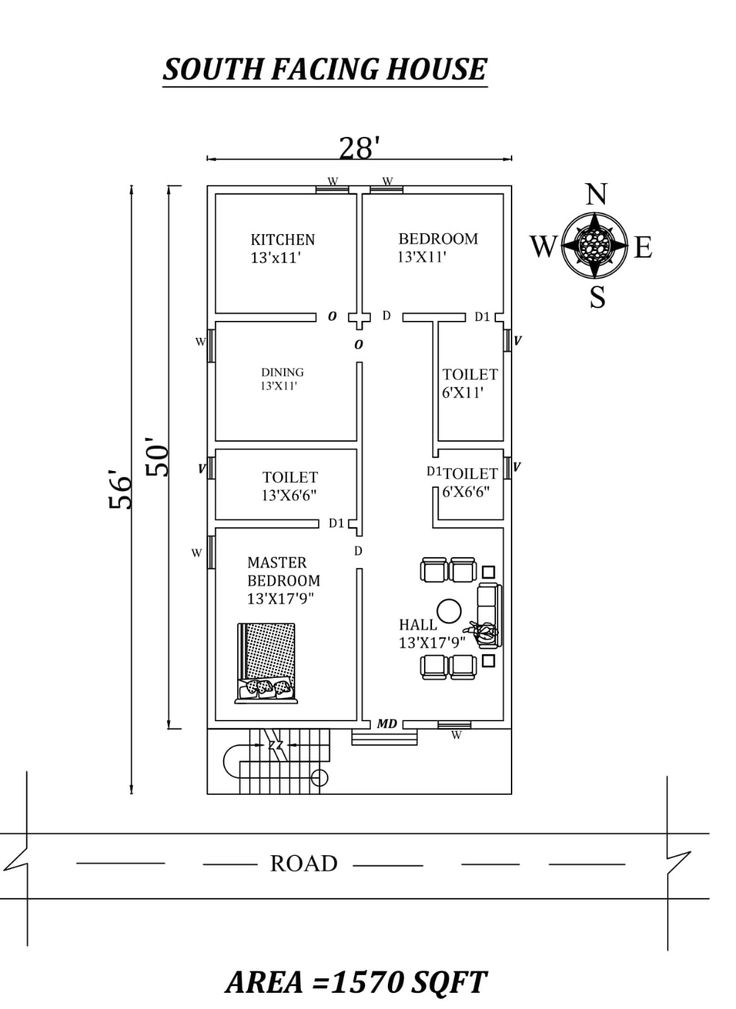 SOUTH FACING HOUSE
28'
W
W
N
W
E
S
KITCHEN
13'x11'
BEDROOM
13'X11'
O
D
D1
W
O
V
DINING
13'X11'
TOILET
6'X11'
56'
50'
V
TOILET
13'X6'6"
D1
TOILET
6'X6'6"
V
D1
W
D
MASTER
BEDROOM
13'X17'9"
HALL
13'X17'9"
MD
W
ROAD
AREA =1570 SQFT